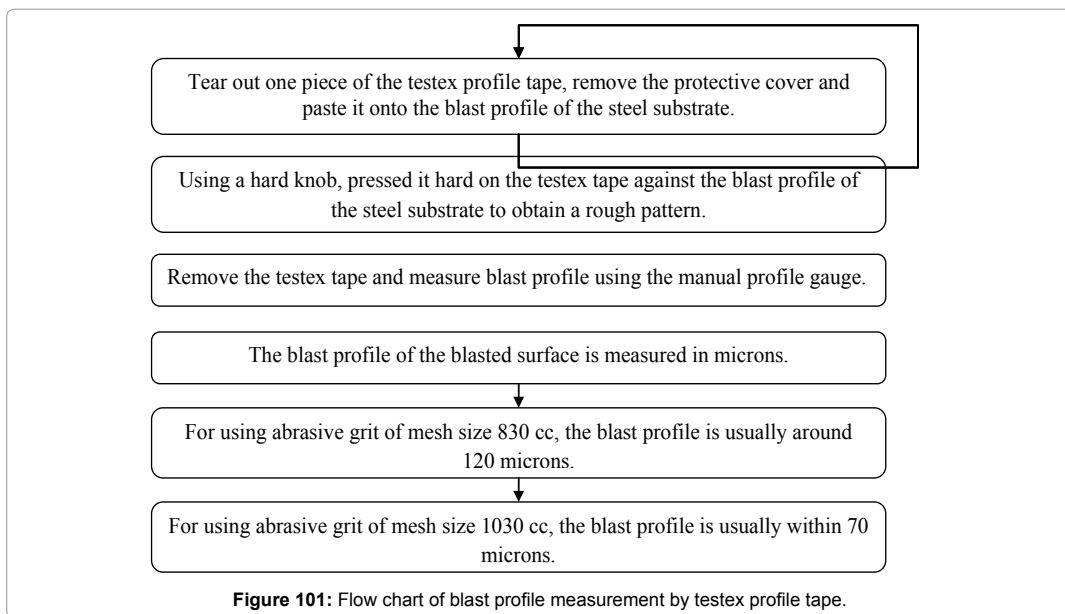 Tear out one piece of the testex profile tape, remove the protective cover and
paste it onto the blast profile of the steel substrate.
Using a hard knob, pressed it hard on the testex tape against the blast profile of
the steel substrate to obtain a rough pattern.
Remove the testex tape and measure blast profile using the manual profile gauge.
The blast profile of the blasted surface is measured in microns.
For using abrasive grit of mesh size 830 cc, the blast profile is usually around
120 microns.
For using abrasive grit of mesh size 1030 cc, the blast profile is usually within 70
microns.
Figure 101: Flow chart of blast profile measurement by testex profile tape.